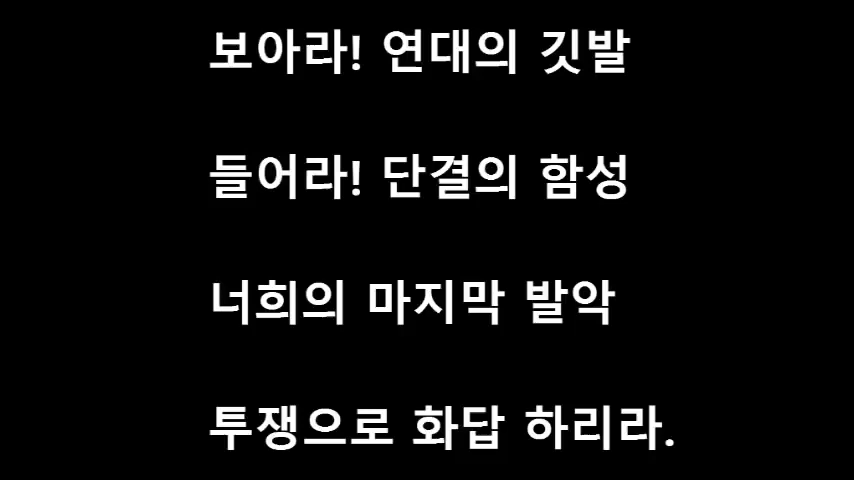 보아라! 연대의 깃발
들어라! 단결의 함성
너희의 마지막 발악
투쟁으로 화답 하리라.